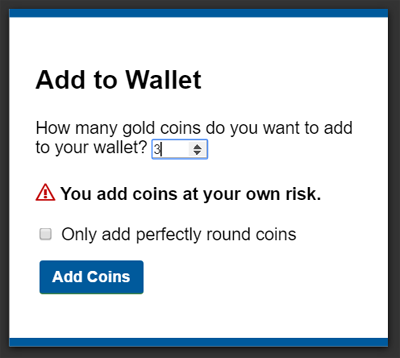 Add to Wallet
How many gold coins do you want to add
to your wallet? 3
You add coins at your own risk.
Only add perfectly round coins
Add Coins